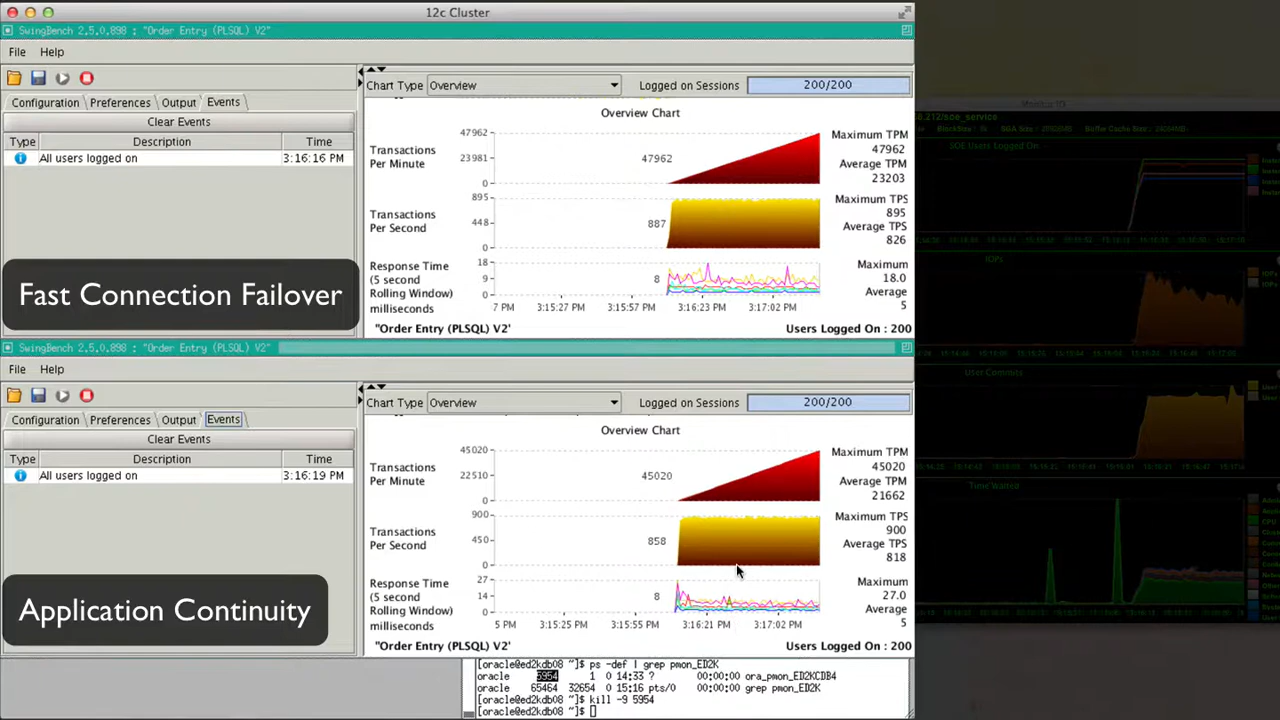 12c Cluster
SwingBench 2.5.0.898 : "Order Entry (PLSQL) V2"
File Help
Chart Type Overview Logged on Sessions 200/200
Configuration Preferences Output Events
Clear Events
Type Description Time
All users logged on 3:16:16 PM
Fast Connection Failover
Overview Chart
Transactions Per Minute
47962
23981
0
47962
Maximum TPM
47962
Average TPM
23203
Transactions Per Second
895
448
0
887
Maximum TPS
895
Average TPS
826
Response Time
(5 second
Rolling Window)
milliseconds
18
9
0
8
Maximum
18.0
Average
5
7 PM 3:15:27 PM 3:15:57 PM 3:16:23 PM 3:17:02 PM
"Order Entry (PLSQL) V2" Users Logged On : 200
SwingBench 2.5.0.898 : "Order Entry (PLSQL) V2"
File Help
Chart Type Overview Logged on Sessions 200/200
Configuration Preferences Output Events
Clear Events
Type Description Time
All users logged on 3:16:19 PM
Application Continuity
Overview Chart
Transactions Per Minute
45020
22510
0
45020
Maximum TPM
45020
Average TPM
21662
Transactions Per Second
900
450
0
858
Maximum TPS
900
Average TPS
818
Response Time
(5 second
Rolling Window)
milliseconds
27
14
0
8
Maximum
27.0
Average
5
5 PM 3:15:25 PM 3:15:55 PM 3:16:21 PM 3:17:02 PM
"Order Entry (PLSQL) V2" Users Logged On : 200
[oracle@ed2kdb08 ~]$ ps -def | grep pmon_ED2K
oracle 5954 1 0 14:33 ? 00:00:00 ora_pmon_ED2KCDB4
oracle 65464 32654 0 15:16 pts/0 00:00:00 grep pmon_ED2K
[oracle@ed2kdb08 ~]$ kill -9 5954
[oracle@ed2kdb08 ~]$
SOE Users Logged On
IOPs
User Commits
Time Waited